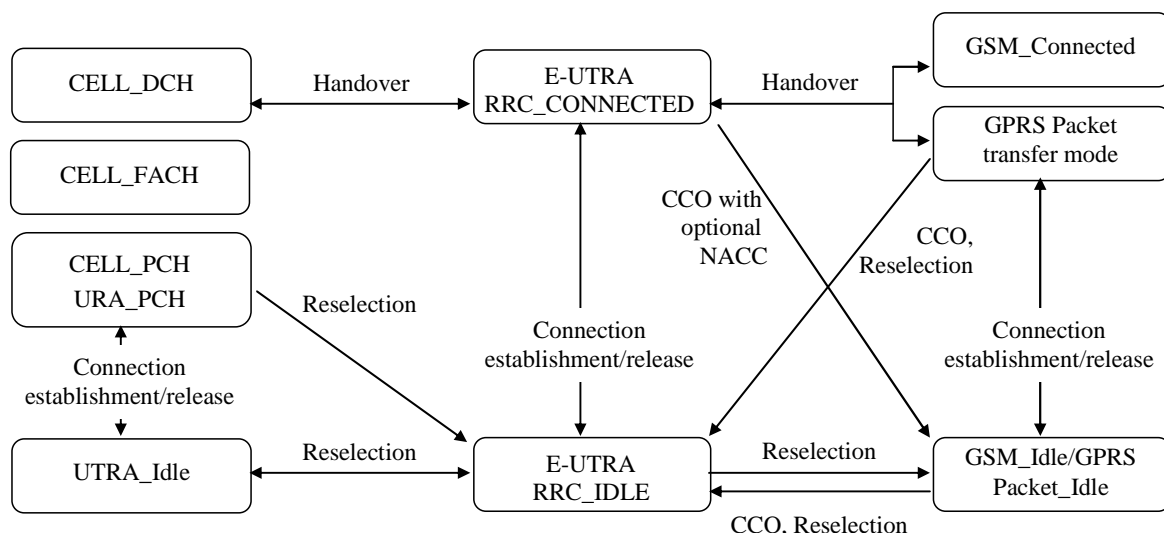 CELL_DCH
Handover
E-UTRA
RRC_CONNECTED
Handover
GSM_Connected
GPRS Packet
transfer mode
CELL_FACH
CCO with
optional
NACC
CCO,
Reselection
CELL_PCH
URA_PCH
Reselection
Connection
establishment/release
Connection
establishment/release
Connection
establishment/release
UTRA_Idle
Reselection
E-UTRA
RRC_IDLE
Reselection
GSM_Idle/GPRS
Packet_Idle
CCO, Reselection